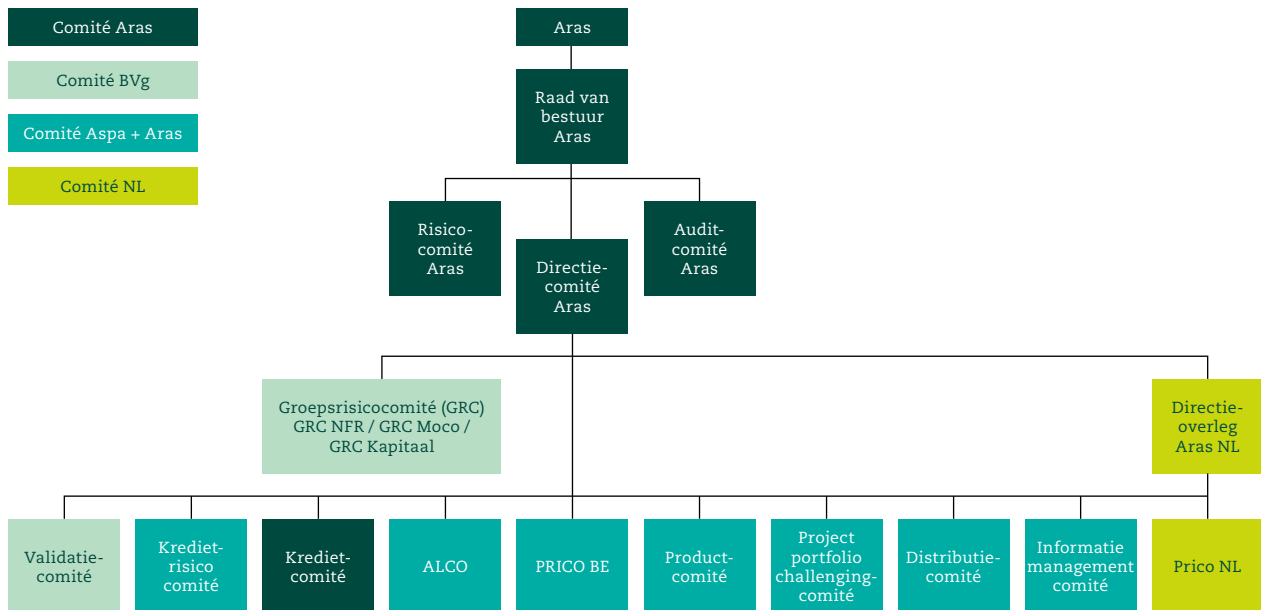 Comité Aras
Comité BVg
Comité Aspa + Aras
Comité NL
Aras
Raad van
bestuur
Aras
Risico-
comité
Aras
Directie-
comité
Aras
Audit-
comité
Aras
Groepsrisicocomité (GRC)
GRC NFR / GRC Moco /
GRC Kapitaal
Directie-
overleg
Aras NL
Validatie-
comité
Krediet-
risico
comité
Krediet-
comité
ALCO
PRICO BE
Product-
comité
Project
portfolio
challenging-
comité
Distributie-
comité
Informatie
management
comité
Prico NL